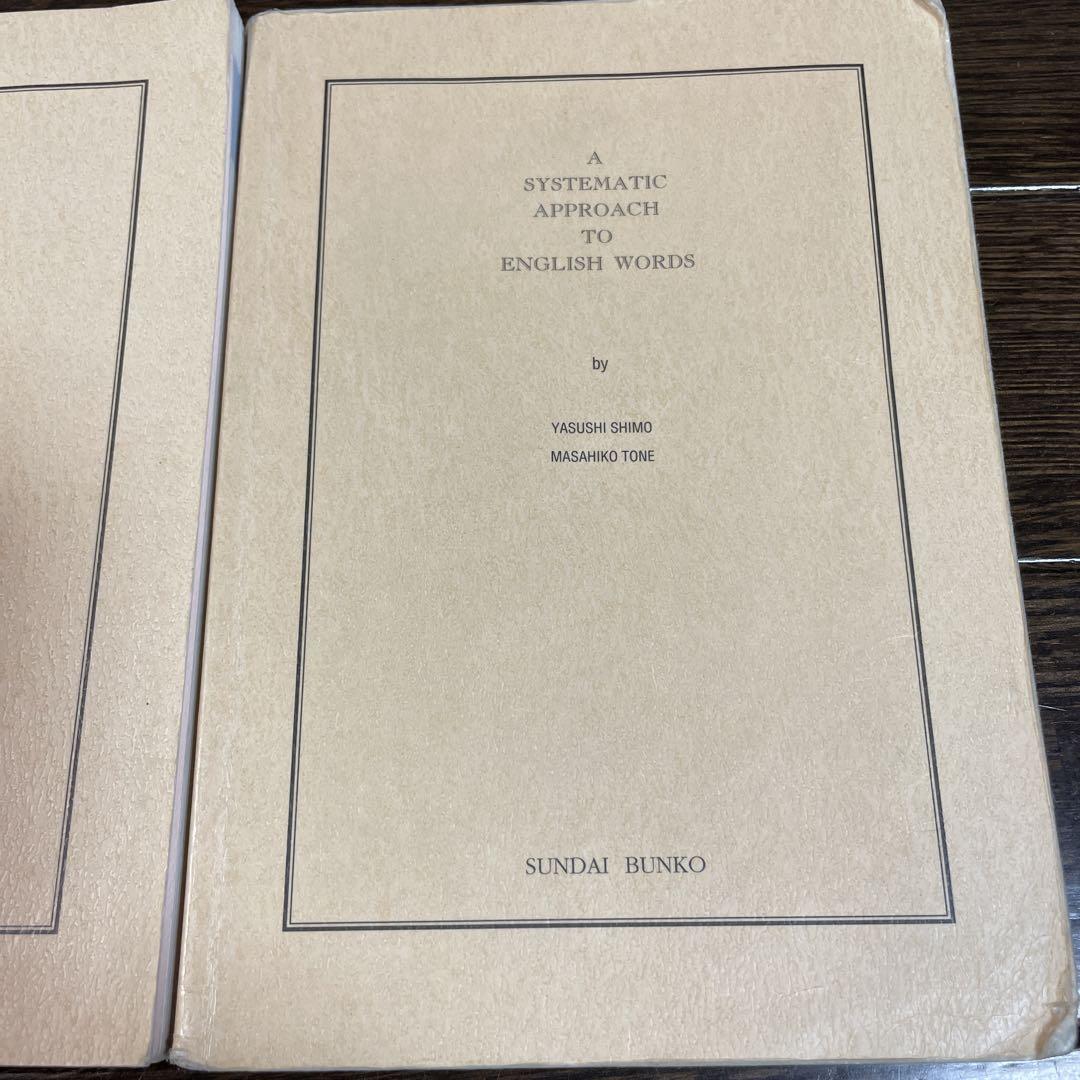 A
SYSTEMATIC
APPROACH
TO
ENGLISH WORDS
by
YASUSHI SHIMO
MASAHIKO TONE
SUNDAI BUNKO